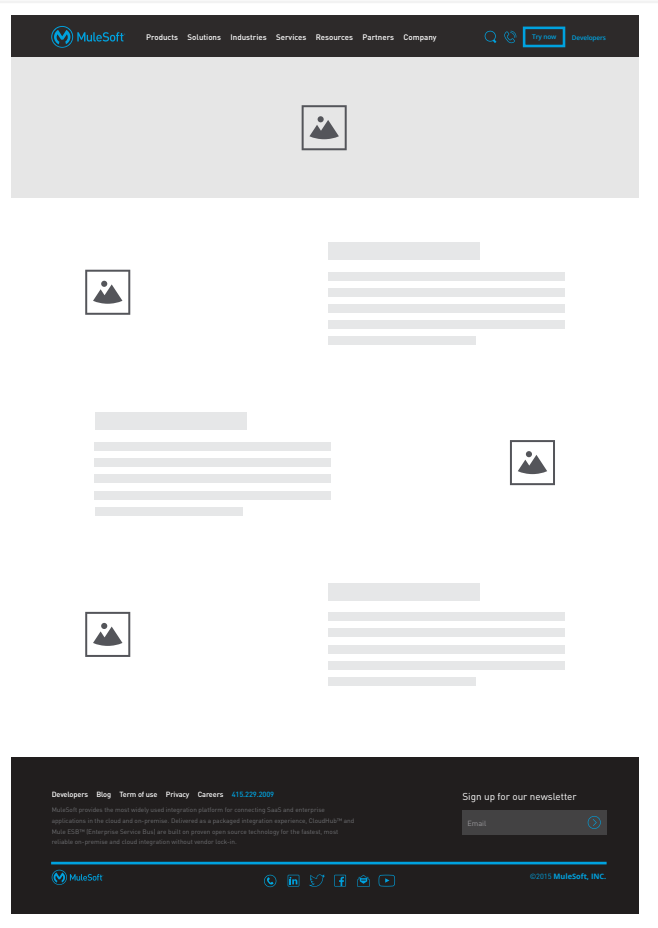 MuleSoft Products Solutions Industries Services Resources Partners Company Try now Developers
Developers Blog Term of use Privacy Careers 415.229.2009
MuleSoft provides the most widely used integration platform for connecting SaaS and enterprise
applications in the cloud and on-premise. Delivered as a packaged integration experience, CloudHub™ and
Mule ESB™ (Enterprise Service Bus) are built on proven open source technology for the fastest, most
reliable on-premise and cloud integration without vendor lock-in.
Sign up for our newsletter
Email
MuleSoft
in
©2015 MuleSoft, INC.